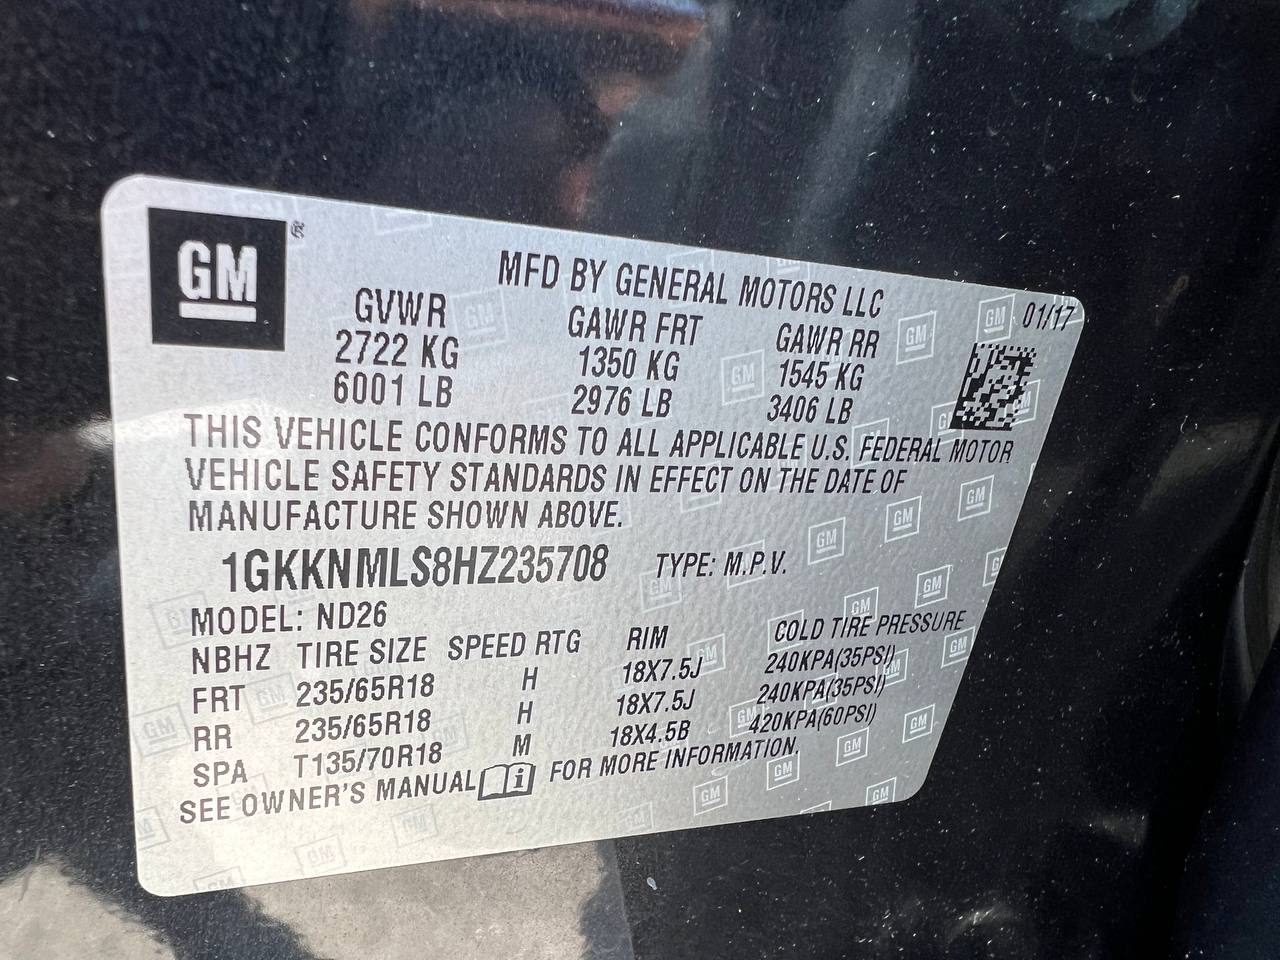 GM ®
MFD BY GENERAL MOTORS LLC
01/17
GVWR GAWR FRT GAWR RR
2722 KG 1350 KG 1545 KG
6001 LB 2976 LB 3406 LB
THIS VEHICLE CONFORMS TO ALL APPLICABLE U.S. FEDERAL MOTOR
VEHICLE SAFETY STANDARDS IN EFFECT ON THE DATE OF
MANUFACTURE SHOWN ABOVE.
1GKKNMLS8HZ235708 TYPE: M.P.V.
MODEL: ND26
NBHZ TIRE SIZE SPEED RTG RIM COLD TIRE PRESSURE
FRT 235/65R18 H 18X7.5J 240KPA(35PSI)
RR 235/65R18 H 18X7.5J 240KPA(35PSI)
SPA T135/70R18 M 18X4.5B 420KPA(60PSI)
SEE OWNER'S MANUAL i FOR MORE INFORMATION.